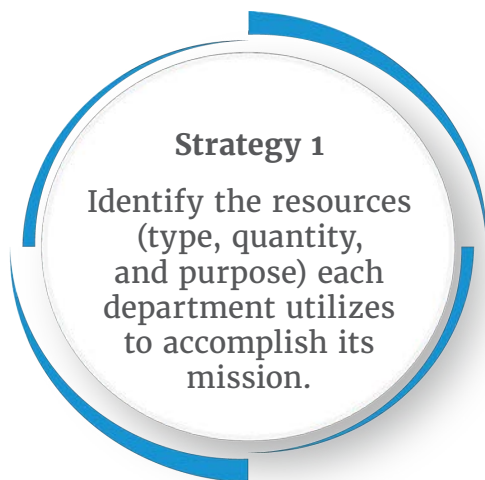 Strategy 1
Identify the resources
(type, quantity,
and purpose) each
department utilizes
to accomplish its
mission.